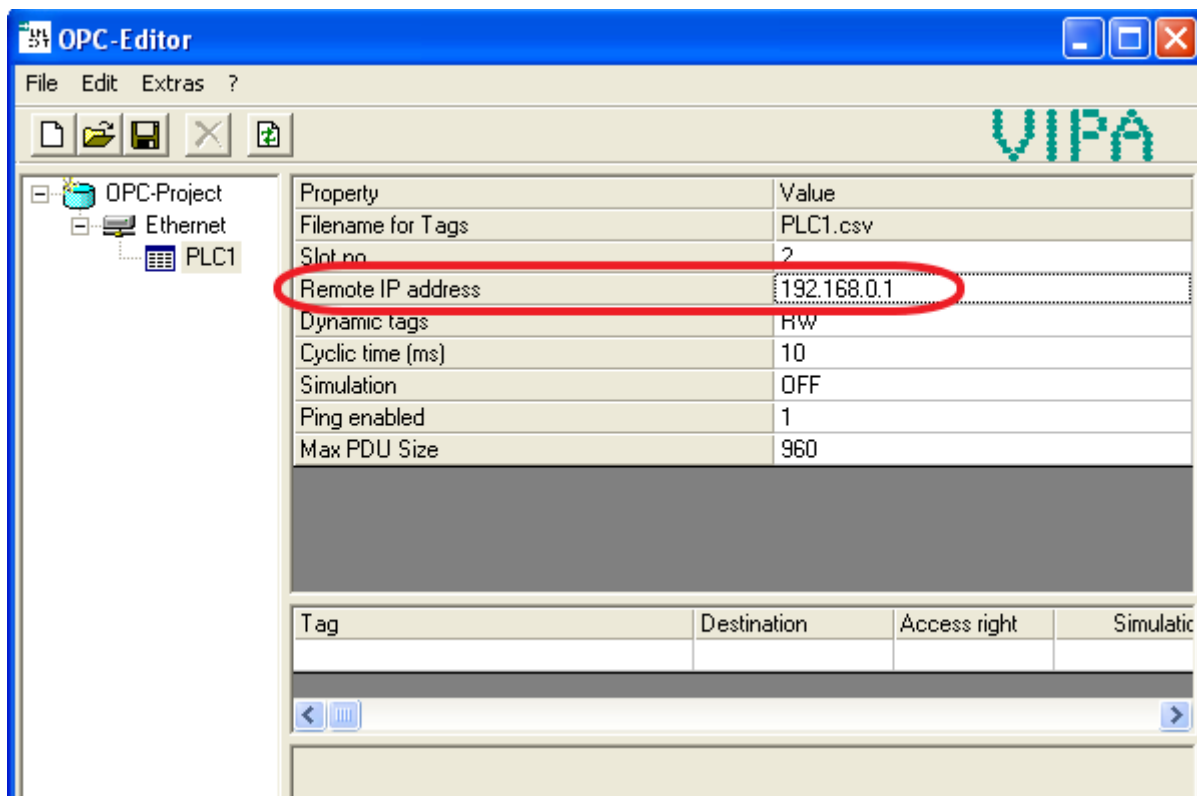 OPC-Editor
File Edit Extras ?
VIPA
OPC-Project
Ethernet
PLC1
Property Value
Filename for Tags PLC1.csv
Slot no 2
Remote IP address 192.168.0.1
Dynamic tags RW
Cyclic time (ms) 10
Simulation OFF
Ping enabled 1
Max PDU Size 960
Tag Destination Access right Simulatic